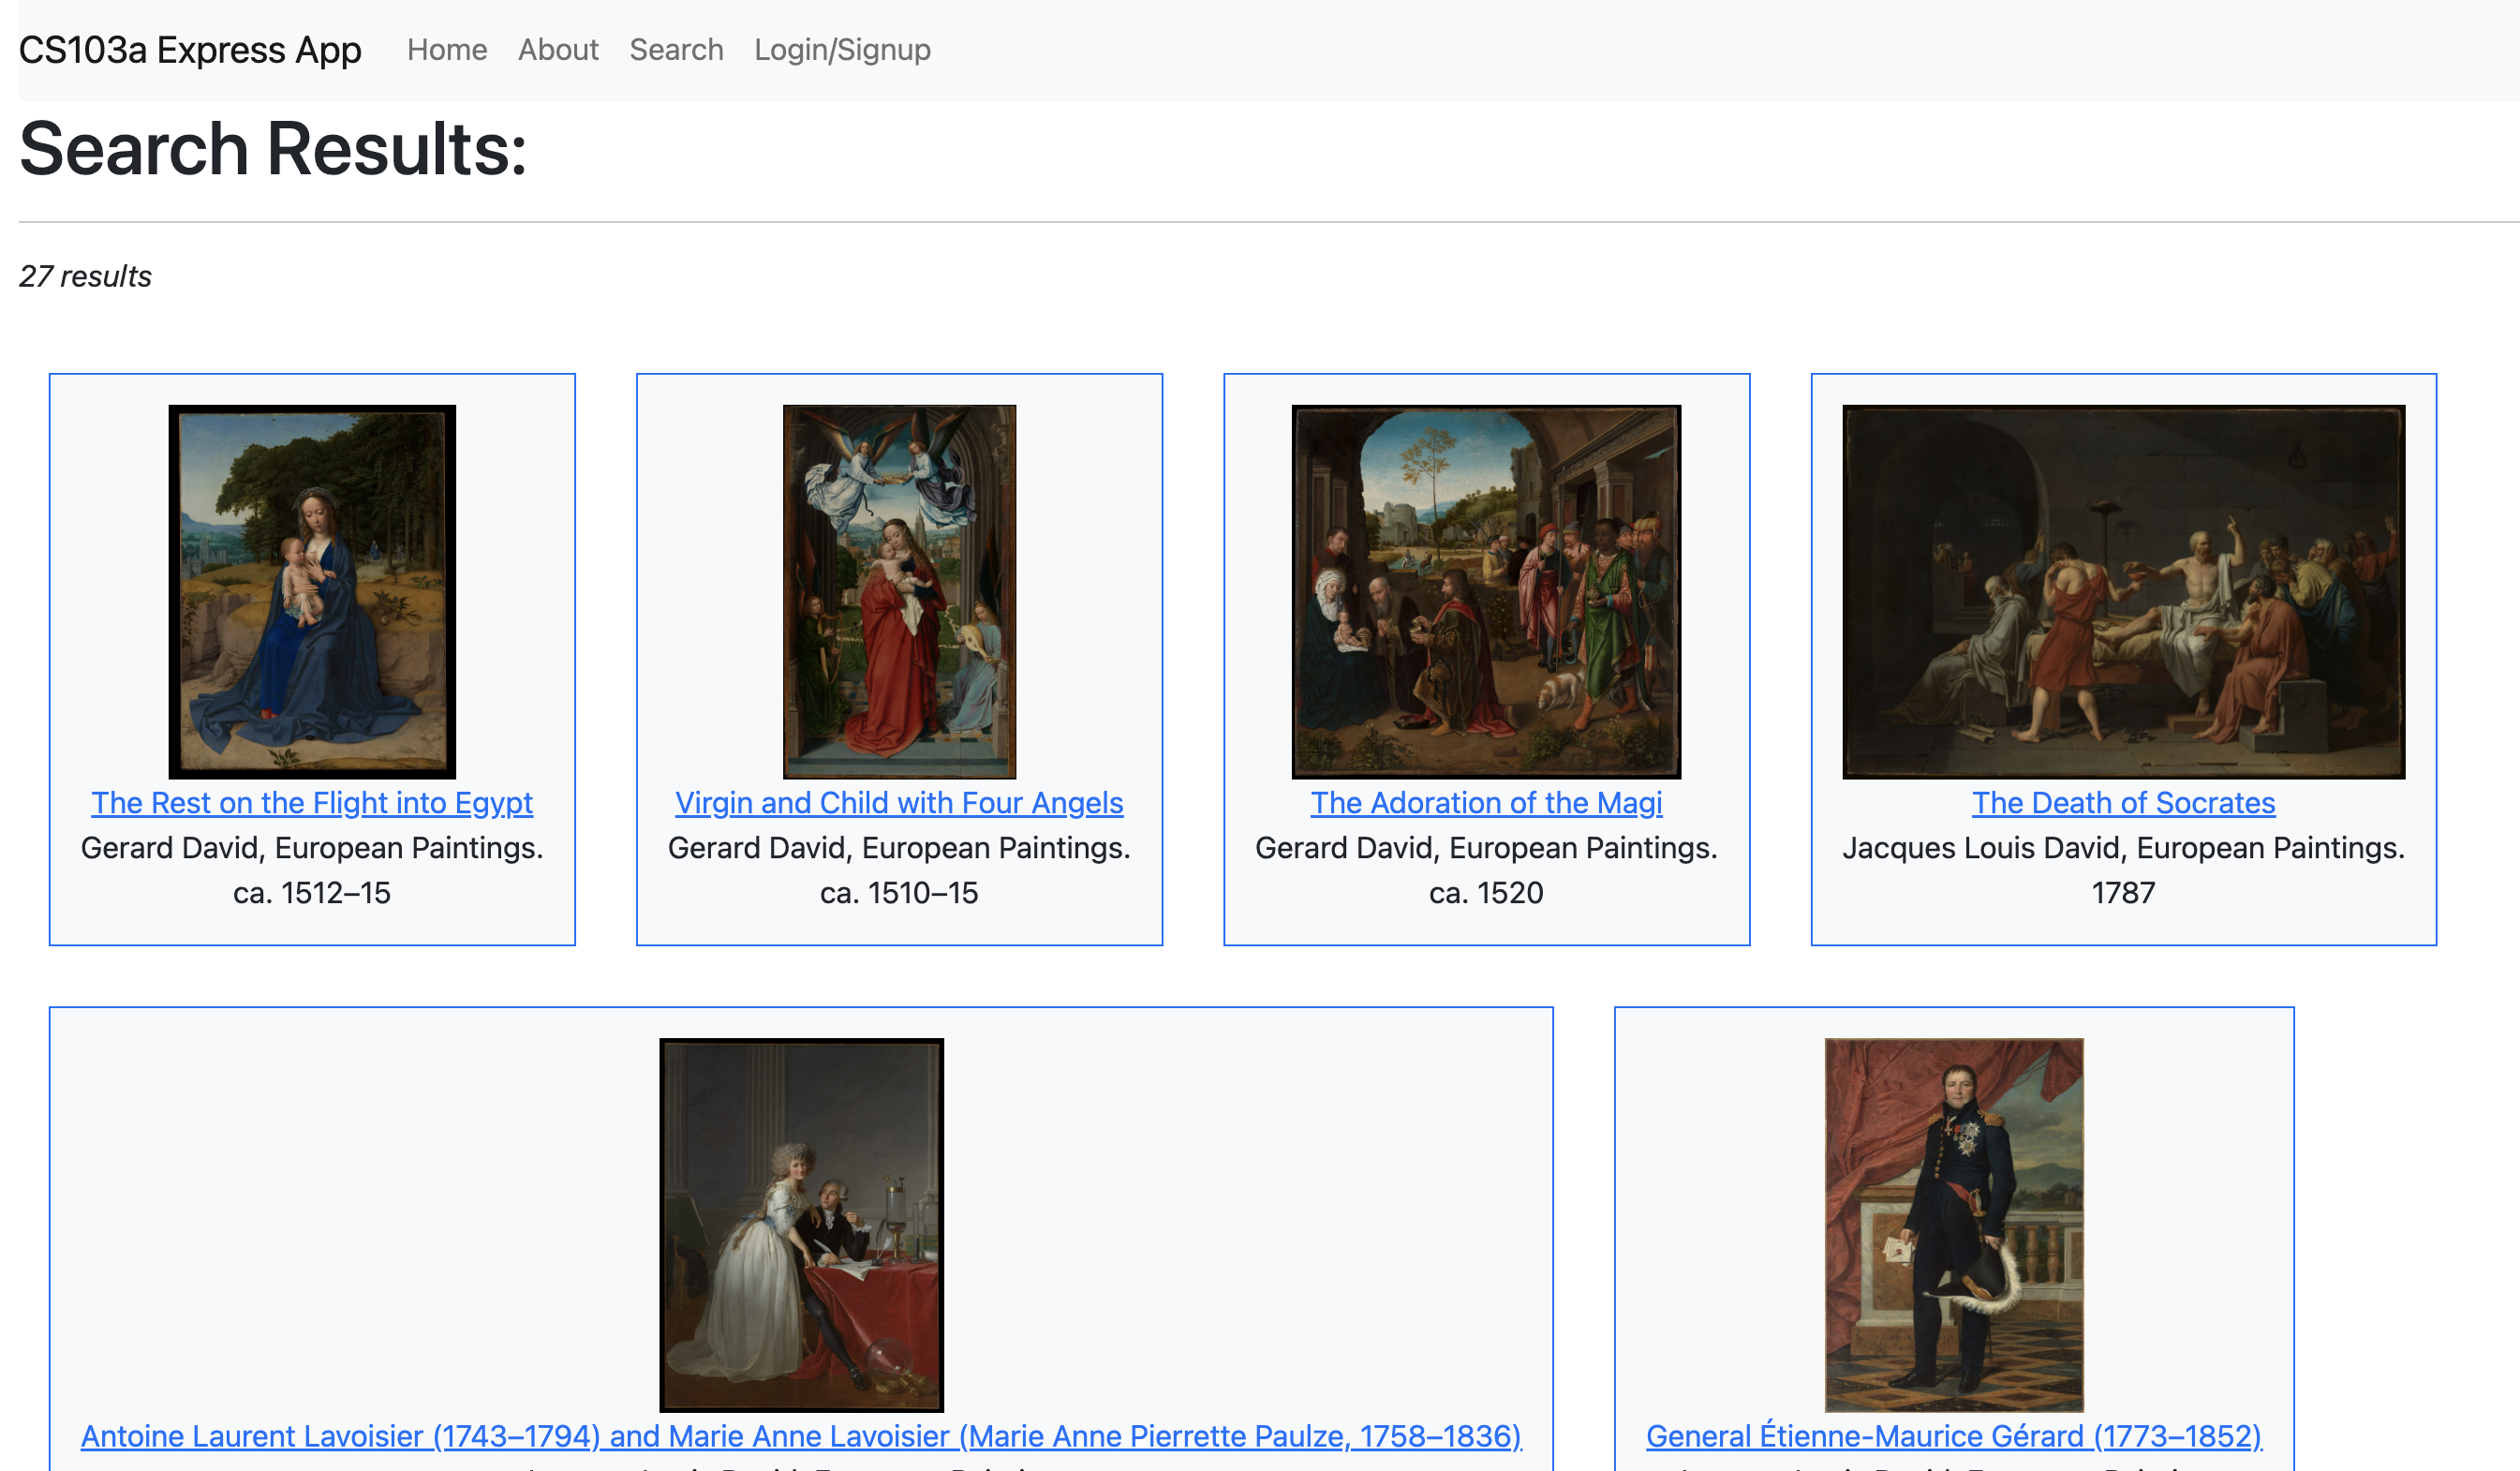 CS103a Express App Home About Search Login/Signup
Search Results:
27 results
The Rest on the Flight into Egypt
Gerard David, European Paintings.
ca. 1512–15
Virgin and Child with Four Angels
Gerard David, European Paintings.
ca. 1510–15
The Adoration of the Magi
Gerard David, European Paintings.
ca. 1520
The Death of Socrates
Jacques Louis David, European Paintings.
1787
Antoine Laurent Lavoisier (1743–1794) and Marie Anne Lavoisier (Marie Anne Pierrette Paulze, 1758–1836)
General Étienne-Maurice Gérard (1773–1852)